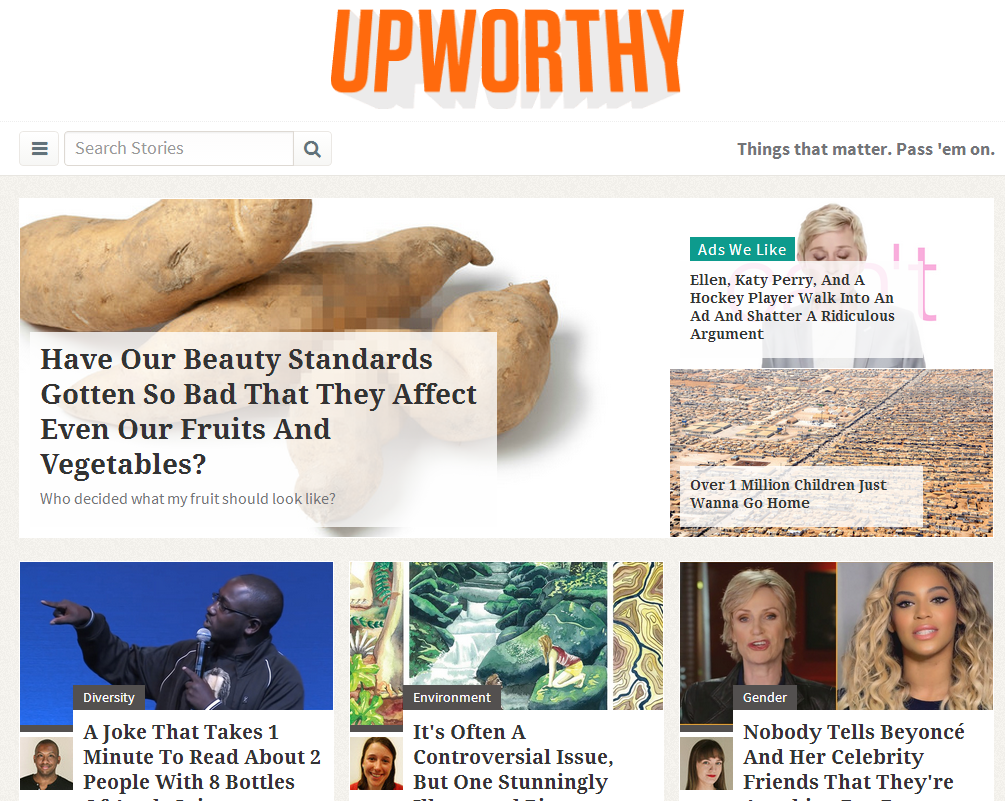 UPWORTHY
Search Stories
Things that matter. Pass 'em on.
Have Our Beauty Standards
Gotten So Bad That They Affect
Even Our Fruits And
Vegetables?
Who decided what my fruit should look like?
Ads We Like
Ellen, Katy Perry, And A
Hockey Player Walk Into An
Ad And Shatter A Ridiculous
Argument
Over 1 Million Children Just
Wanna Go Home
Diversity
A Joke That Takes 1
Minute To Read About 2
People With 8 Bottles
Environment
It's Often A
Controversial Issue,
But One Stunningly
Gender
Nobody Tells Beyoncé
And Her Celebrity
Friends That They're